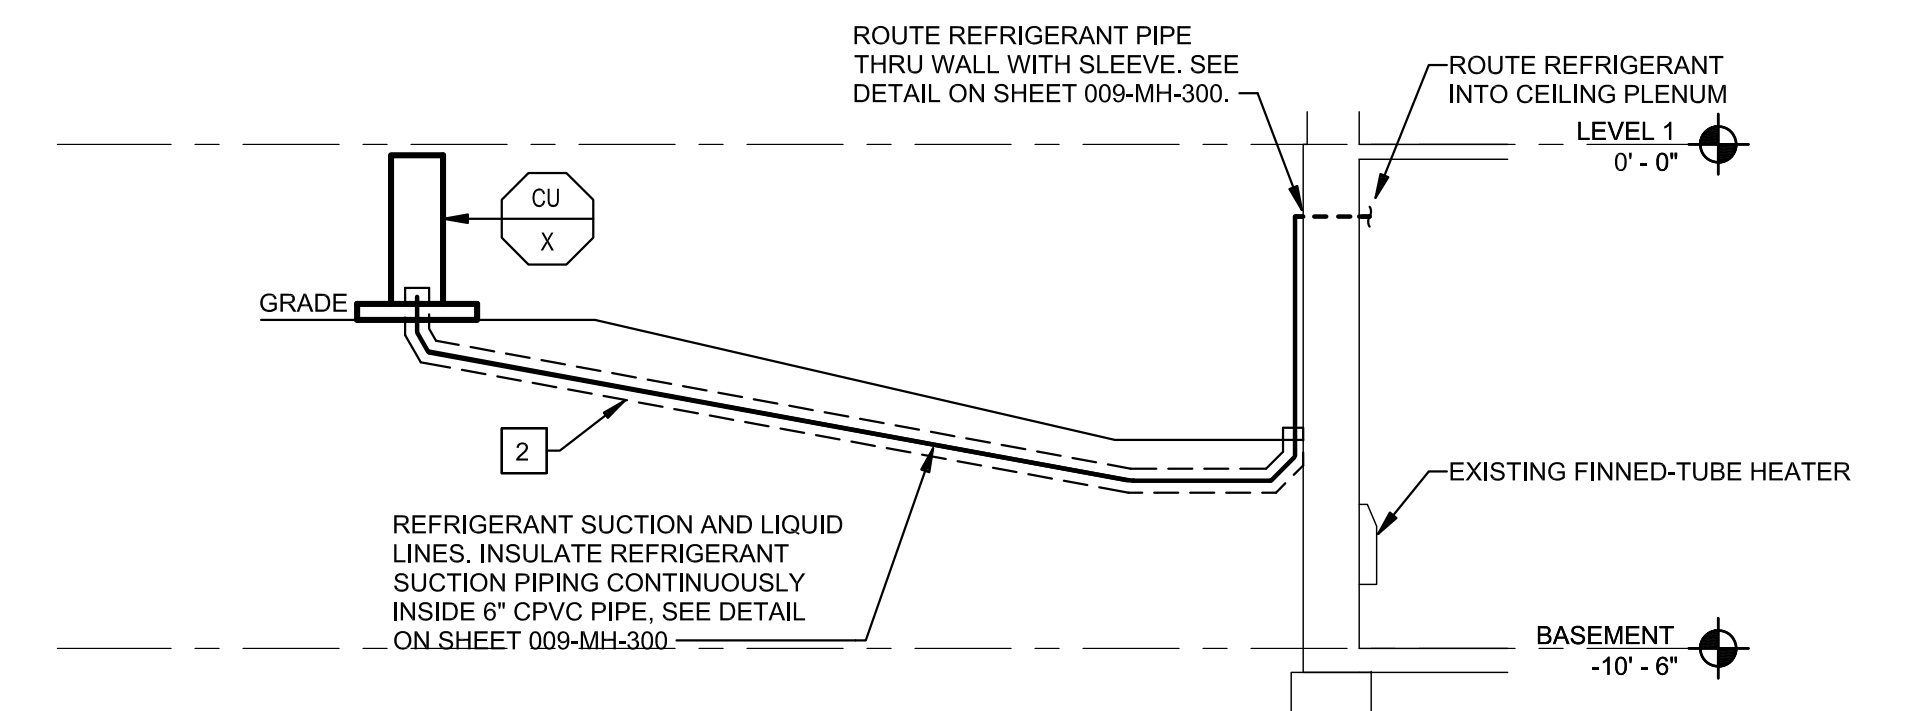 ROUTE REFRIGERANT PIPE
THRU WALL WITH SLEEVE. SEE
DETAIL ON SHEET 009-MH-300.
ROUTE REFRIGERANT
INTO CEILING PLENUM
LEVEL 1
0' - 0"
CU
X
GRADE
2
EXISTING FINNED-TUBE HEATER
REFRIGERANT SUCTION AND LIQUID
LINES. INSULATE REFRIGERANT
SUCTION PIPING CONTINUOUSLY
INSIDE 6" CPVC PIPE, SEE DETAIL
ON SHEET 009-MH-300
BASEMENT
-10' - 6"